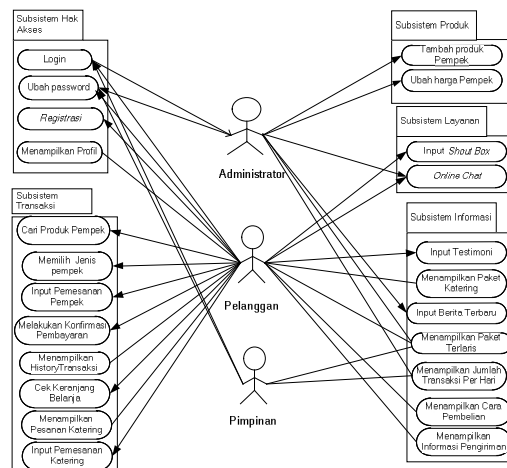 Subsistem Hak
Akses
Login
Ubah password
Registrasi
Menampilkan Profil
Subsistem
Transaksi
Cari Produk Pempek
Memilih Jenis
pempek
Input Pemesanan
Pempek
Melakukan Konfirmasi
Pembayaran
Menampilkan
History/Transaksi
Cek Keranjang
Belanja
Menampilkan
Pesanan Katering
Input Pemesanan
Katering
Administrator
Pelanggan
Pimpinan
Subsistem Produk
Tambah produk
Pempek
Ubah harga Pempek
Subsistem Layanan
Input Shout Box
Online Chat
Subsistem Informasi
Input Testimoni
Menampilkan Paket
Katering
Input Berita Terbaru
Menampilkan Paket
Terlaris
Menampilkan Jumlah
Transaksi Per Hari
Menampilkan Cara
Pembelian
Menampilkan
Informasi Pengiriman